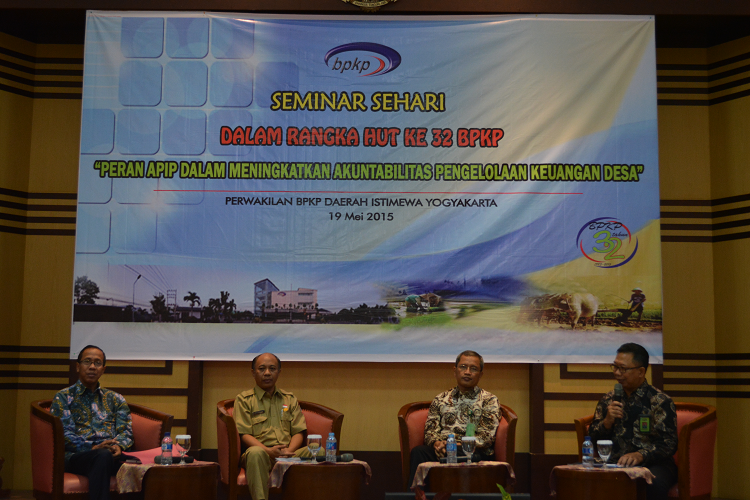 bpkp
SEMINAR SEHARI
DALAM RANGKA HUT KE 32 BPKP
"PERAN APIP DALAM MENINGKATKAN AKUNTABILITAS PENGELOLAAN KEUANGAN DESA"
PERWAKILAN BPKP DAERAH ISTIMEWA YOGYAKARTA
19 Mei 2015
BPKP
32